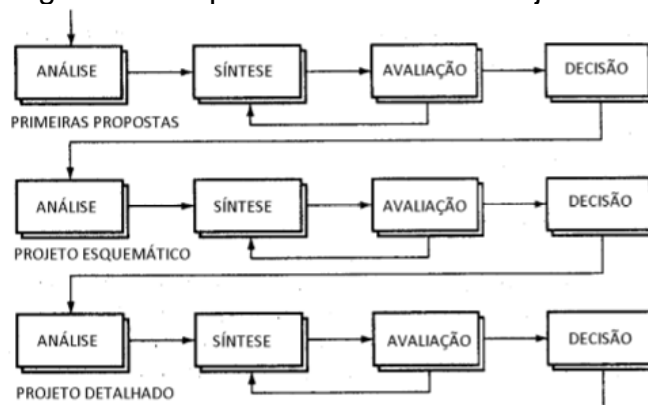 ANÁLISE SÍNTESE AVALIAÇÃO DECISÃO
PRIMEIRAS PROPOSTAS
ANÁLISE SÍNTESE AVALIAÇÃO DECISÃO
PROJETO ESQUEMÁTICO
ANÁLISE SÍNTESE AVALIAÇÃO DECISÃO
PROJETO DETALHADO